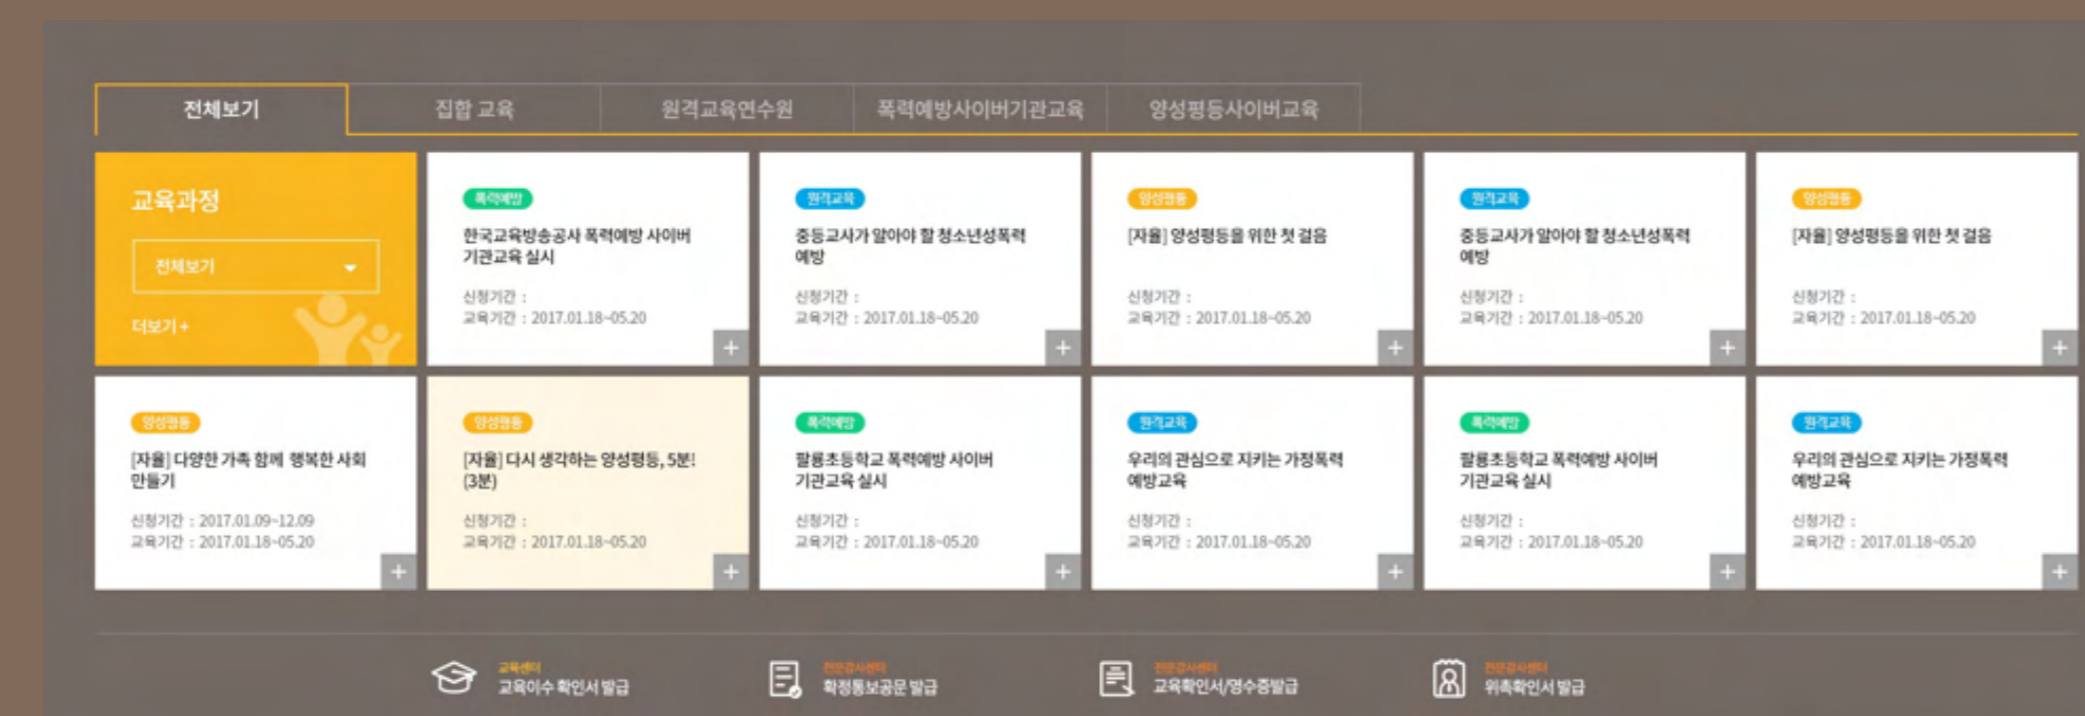 전체보기
집합 교육
원격교육연수원
폭력예방사이버기관교육
양성평등사이버교육
교육과정
전체보기
더보기 +
폭력예방
한국교육방송공사 폭력예방 사이버
기관교육 실시
신청기간 :
교육기간 : 2017.01.18~05.20
+
원격교육
중등교사가 알아야 할 청소년성폭력
예방
신청기간 :
교육기간 : 2017.01.18~05.20
+
양성평등
[자율] 양성평등을 위한 첫 걸음
신청기간 :
교육기간 : 2017.01.18~05.20
+
원격교육
중등교사가 알아야 할 청소년성폭력
예방
신청기간 :
교육기간 : 2017.01.18~05.20
+
양성평등
[자율] 양성평등을 위한 첫 걸음
신청기간 :
교육기간 : 2017.01.18~05.20
+
양성평등
[자율] 다양한 가족 함께 행복한 사회
만들기
신청기간 : 2017.01.09~12.09
교육기간 : 2017.01.18~05.20
+
양성평등
[자율] 다시 생각하는 양성평등, 5분!
(3분)
신청기간 :
교육기간 : 2017.01.18~05.20
+
폭력예방
팔룡초등학교 폭력예방 사이버
기관교육 실시
신청기간 :
교육기간 : 2017.01.18~05.20
+
원격교육
우리의 관심으로 지키는 가정폭력
예방교육
신청기간 :
교육기간 : 2017.01.18~05.20
+
폭력예방
팔룡초등학교 폭력예방 사이버
기관교육 실시
신청기간 :
교육기간 : 2017.01.18~05.20
+
원격교육
우리의 관심으로 지키는 가정폭력
예방교육
신청기간 :
교육기간 : 2017.01.18~05.20
+
교육센터
교육이수 확인서 발급
전문강사센터
확정통보공문 발급
전문강사센터
교육확인서/영수증발급
전문강사센터
위촉확인서 발급